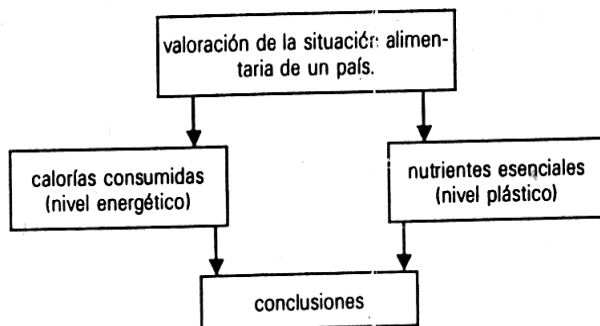 valoración de la situación alimen-
taria de un país.
calorías consumidas
(nivel energético)
nutrientes esenciales
(nivel plástico)
conclusiones